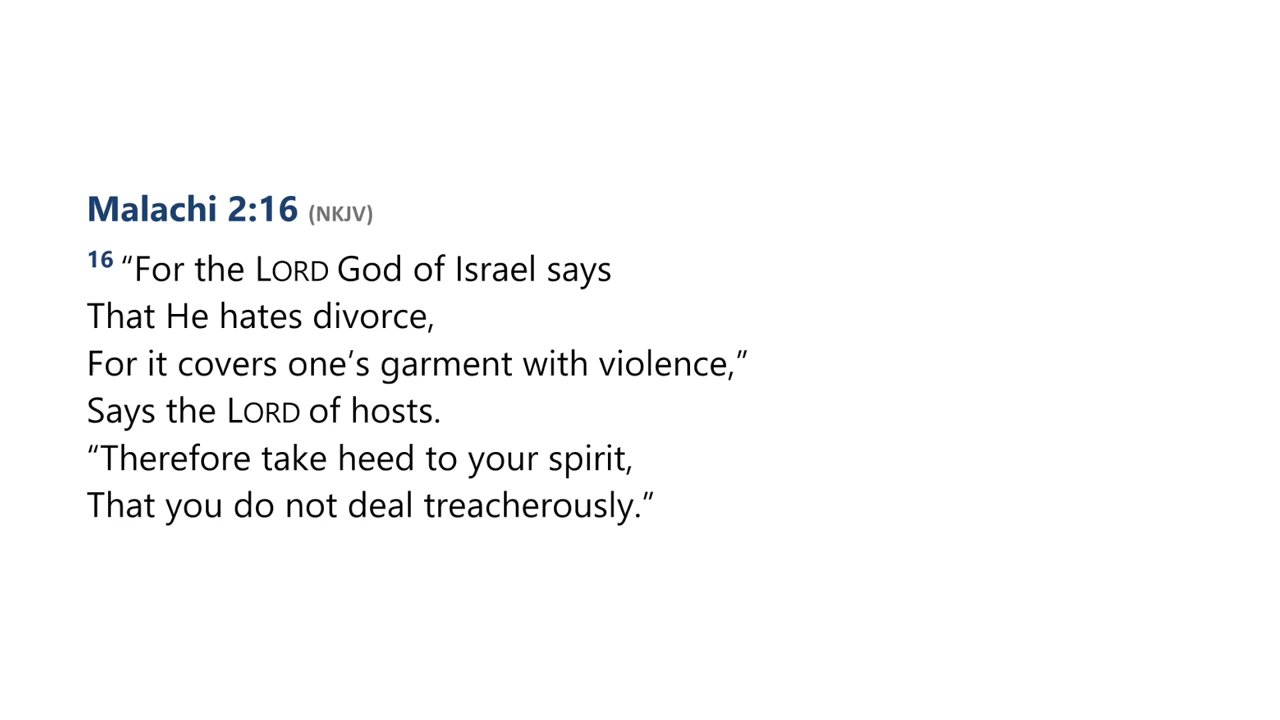 Malachi 2:16 (NKJV)
16 “For the LORD God of Israel says
That He hates divorce,
For it covers one’s garment with violence,”
Says the LORD of hosts.
“Therefore take heed to your spirit,
That you do not deal treacherously.”